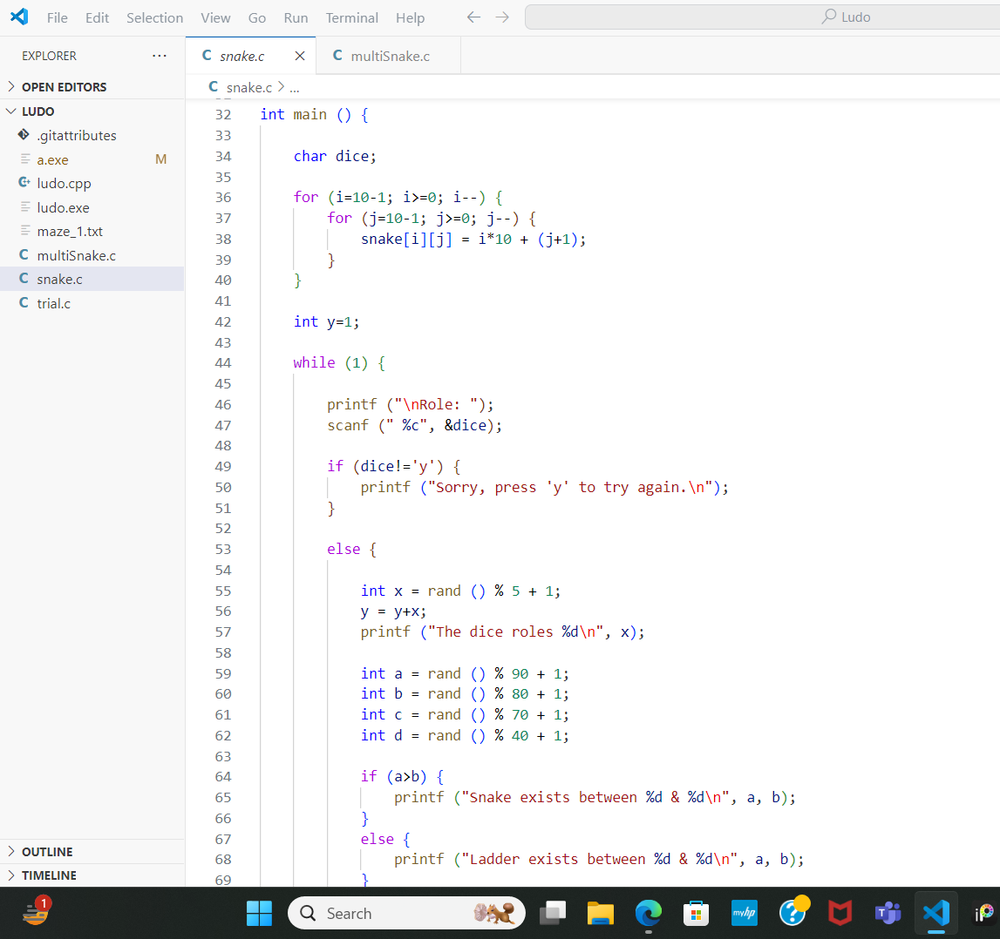 File Edit Selection View Go Run Terminal Help Ludo
EXPLORER
OPEN EDITORS
LUDO
.gitattributes
a.exe M
ludo.cpp
ludo.exe
maze_1.txt
multiSnake.c
snake.c
trial.c
OUTLINE
TIMELINE
C snake.c
C multiSnake.c
C snake.c > ...
32 int main () {
33
34 char dice;
35
36 for (i=10-1; i>=0; i--) {
37 for (j=10-1; j>=0; j--) {
38 snake[i][j] = i*10 + (j+1);
39 }
40 }
41
42 int y=1;
43
44 while (1) {
45
46 printf ("\nRole: ");
47 scanf (" %c", &dice);
48
49 if (dice!='y') {
50 printf ("Sorry, press 'y' to try again.\n");
51 }
52
53 else {
54
55 int x = rand () % 5 + 1;
56 y = y+x;
57 printf ("The dice roles %d\n", x);
58
59 int a = rand () % 90 + 1;
60 int b = rand () % 80 + 1;
61 int c = rand () % 70 + 1;
62 int d = rand () % 40 + 1;
63
64 if (a>b) {
65 printf ("Snake exists between %d & %d\n", a, b);
66 }
67 else {
68 printf ("Ladder exists between %d & %d\n", a, b);
69 }
1
Search
myhp
?
T
iP